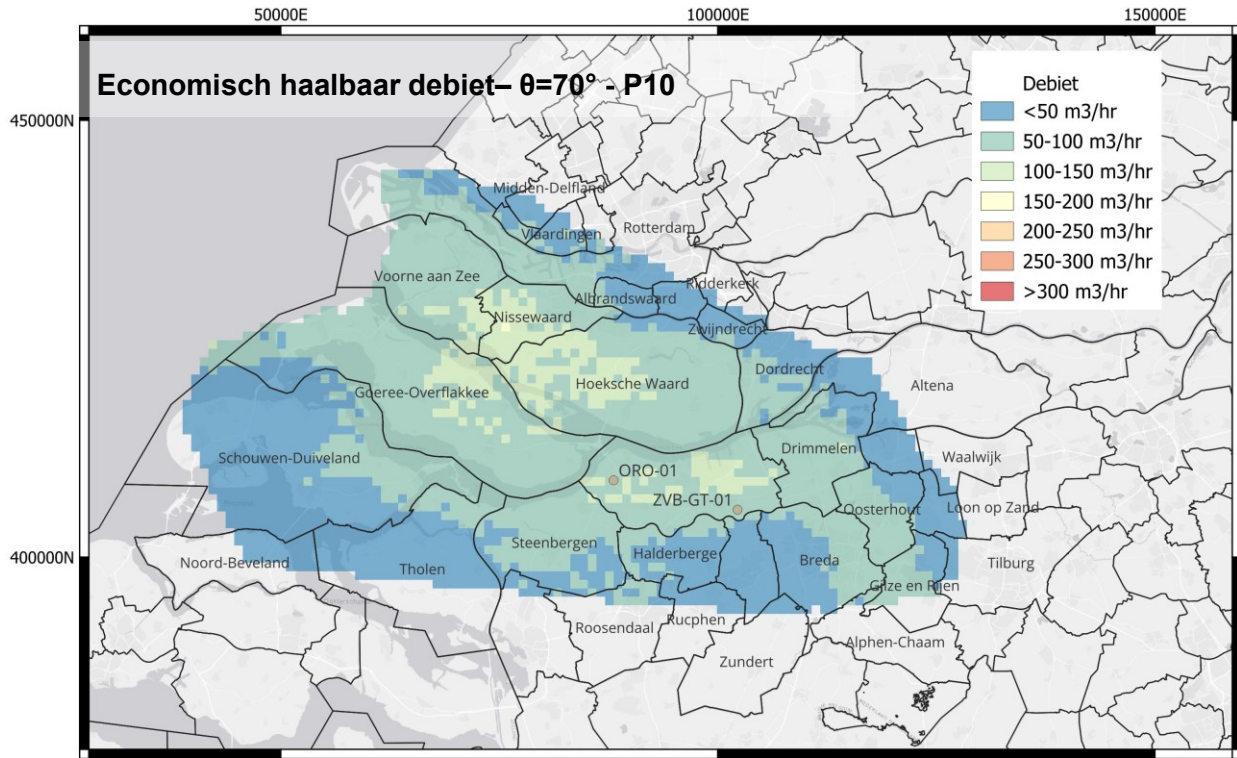 50000E
100000E
150000E
Economisch haalbaar debiet– θ=70° - P10
Debiet
<50 m3/hr
50-100 m3/hr
100-150 m3/hr
150-200 m3/hr
200-250 m3/hr
250-300 m3/hr
>300 m3/hr
450000N
400000N
Midden-Delfland
Vlaardingen
Rotterdam
Voorne aan Zee
Albrandswaard
Ridderkerk
Nissewaard
Zwijndrecht
Goeree-Overflakkee
Hoeksche Waard
Dordrecht
Altena
Schouwen-Duiveland
Drimmelen
Waalwijk
ORO-01
ZVB-GT-01
Oosterhout
Loon op Zand
Noord-Beveland
Tholen
Steenbergen
Halderberge
Breda
Tilburg
Gilze en Rijen
Roosendaal
Rucphen
Zundert
Alphen-Chaam